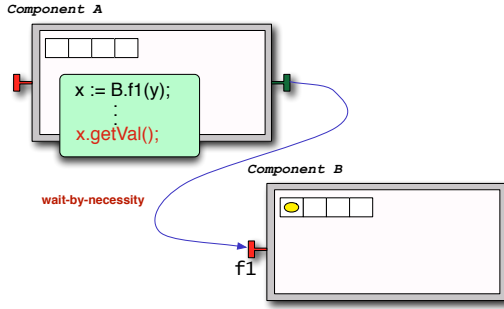 Component A
x := B.f1(y);
:
x.getVal();
Component B
wait-by-necessity
f1